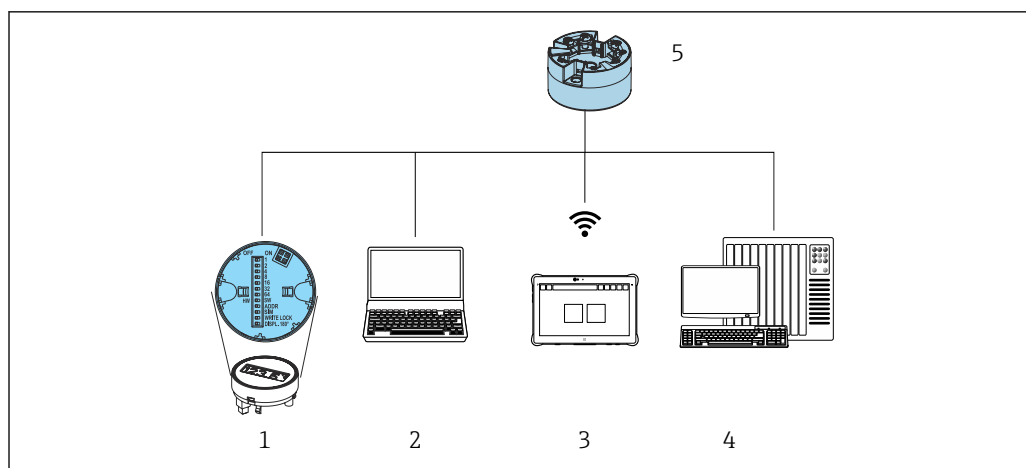 5
OFF ON
1
2
4
8
16
32
64
HW SW
ADDR
SIM
WRITE LOCK
DISPL. 180°
1 2 3 4